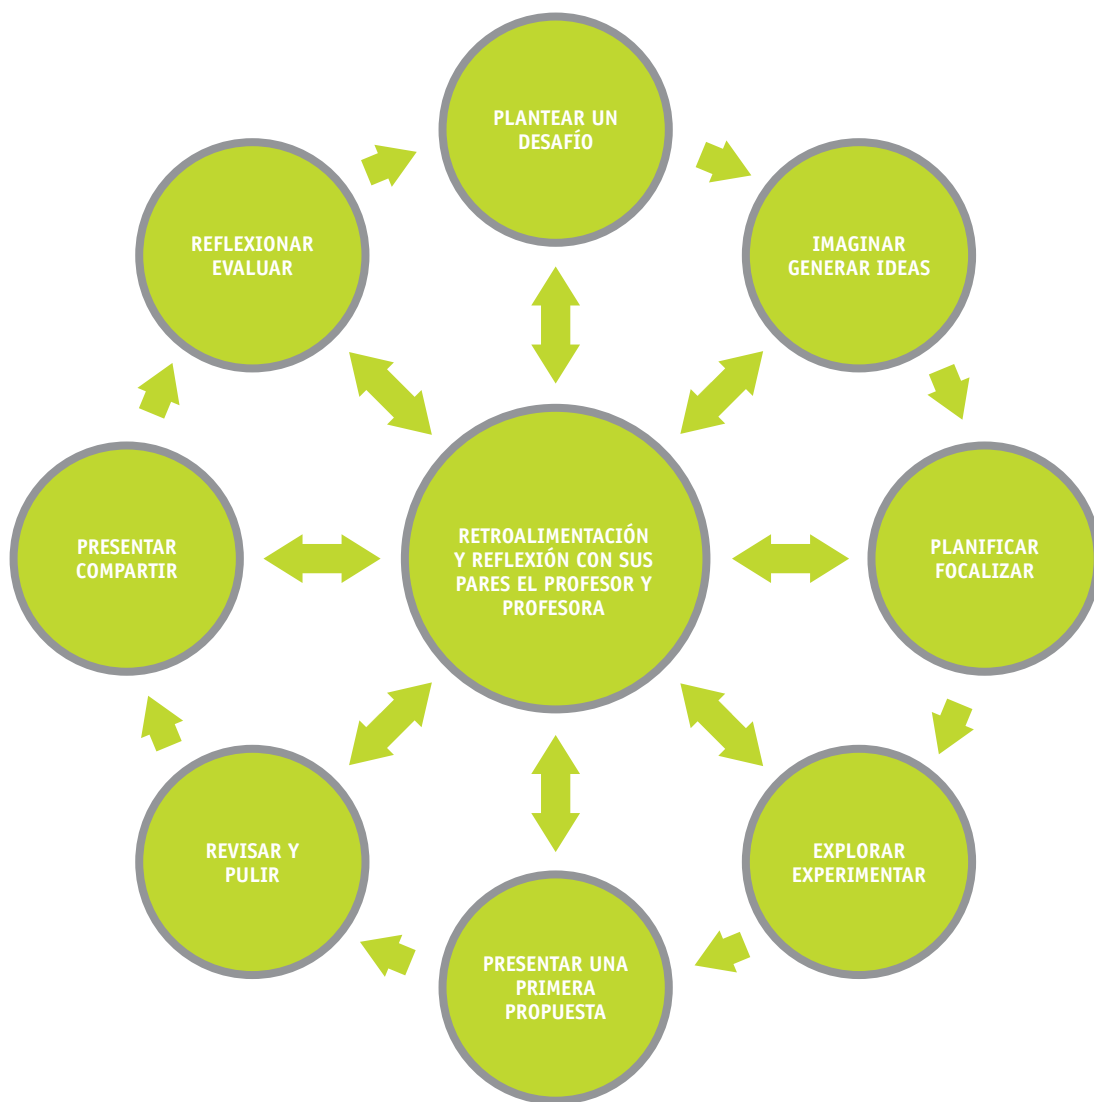 PLANTEAR UN
DESAFÍO
IMAGINAR
GENERAR IDEAS
PLANIFICAR
FOCALIZAR
EXPLORAR
EXPERIMENTAR
PRESENTAR UNA
PRIMERA
PROPUESTA
REVISAR Y
PULIR
PRESENTAR
COMPARTIR
REFLEXIONAR
EVALUAR
RETROALIMENTACIÓN
Y REFLEXIÓN CON SUS
PARES EL PROFESOR Y
PROFESORA